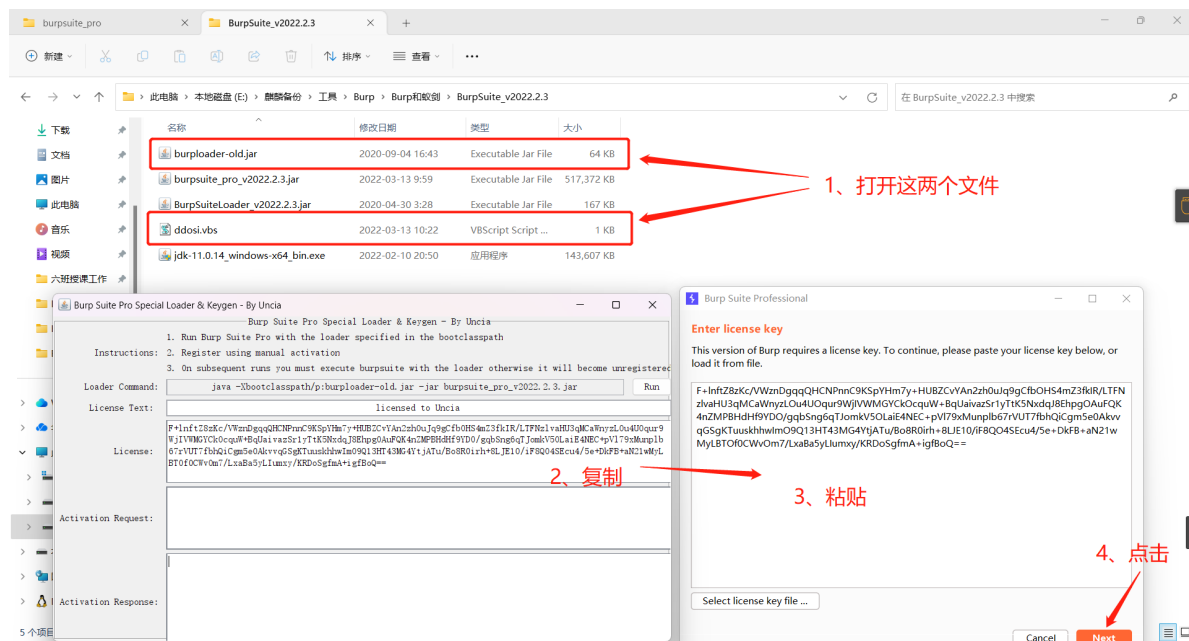 burpsuite_pro
BurpSuite_v2022.2.3
新建
排序
查看
此电脑 > 本地磁盘 (E:) > 麒麟备份 > 工具 > Burp > Burp和蚁剑 > BurpSuite_v2022.2.3
在 BurpSuite_v2022.2.3 中搜索
名称 修改日期 类型 大小
下载
文档
图片
此电脑
音乐
视频
六班授课工作
burploader-old.jar 2020-09-04 16:43 Executable Jar File 64 KB
burpsuite_pro_v2022.2.3.jar 2022-03-13 9:59 Executable Jar File 517,372 KB
BurpSuiteLoader_v2022.2.3.jar 2020-04-30 3:28 Executable Jar File 167 KB
ddosi.vbs 2022-03-13 10:22 VBScript Script ... 1 KB
jdk-11.0.14_windows-x64_bin.exe 2022-02-10 20:50 应用程序 143,607 KB
1、打开这两个文件
Burp Suite Pro Special Loader & Keygen - By Uncia
Burp Suite Pro Special Loader & Keygen - By Uncia
Instructions:
1. Run Burp Suite Pro with the loader specified in the bootclasspath
2. Register using manual activation
3. On subsequent runs you must execute burpsuite with the loader otherwise it will become unregistered
Loader Command: java -Xbootclasspath/p:burploader-old.jar -jar burpsuite_pro_v2022.2.3.jar Run
License Text: licensed to Uncia
License:
2、复制
Activation Request:
Activation Response:
Burp Suite Professional
Enter license key
This version of Burp requires a license key. To continue, please paste your license key below, or
load it from file.
3、粘贴
4、点击
Select license key file ...
Cancel
Next